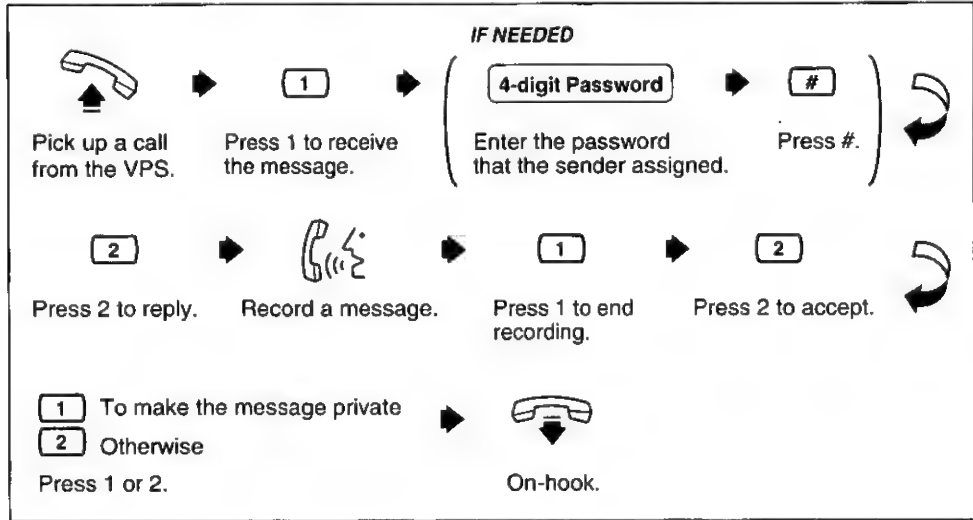 IF NEEDED
1
4-digit Password
#
Pick up a call
from the VPS.
Press 1 to receive
the message.
Enter the password
that the sender assigned.
Press #.
2
1
2
Press 2 to reply.
Record a message.
Press 1 to end
recording.
Press 2 to accept.
1 To make the message private
2 Otherwise
Press 1 or 2.
On-hook.